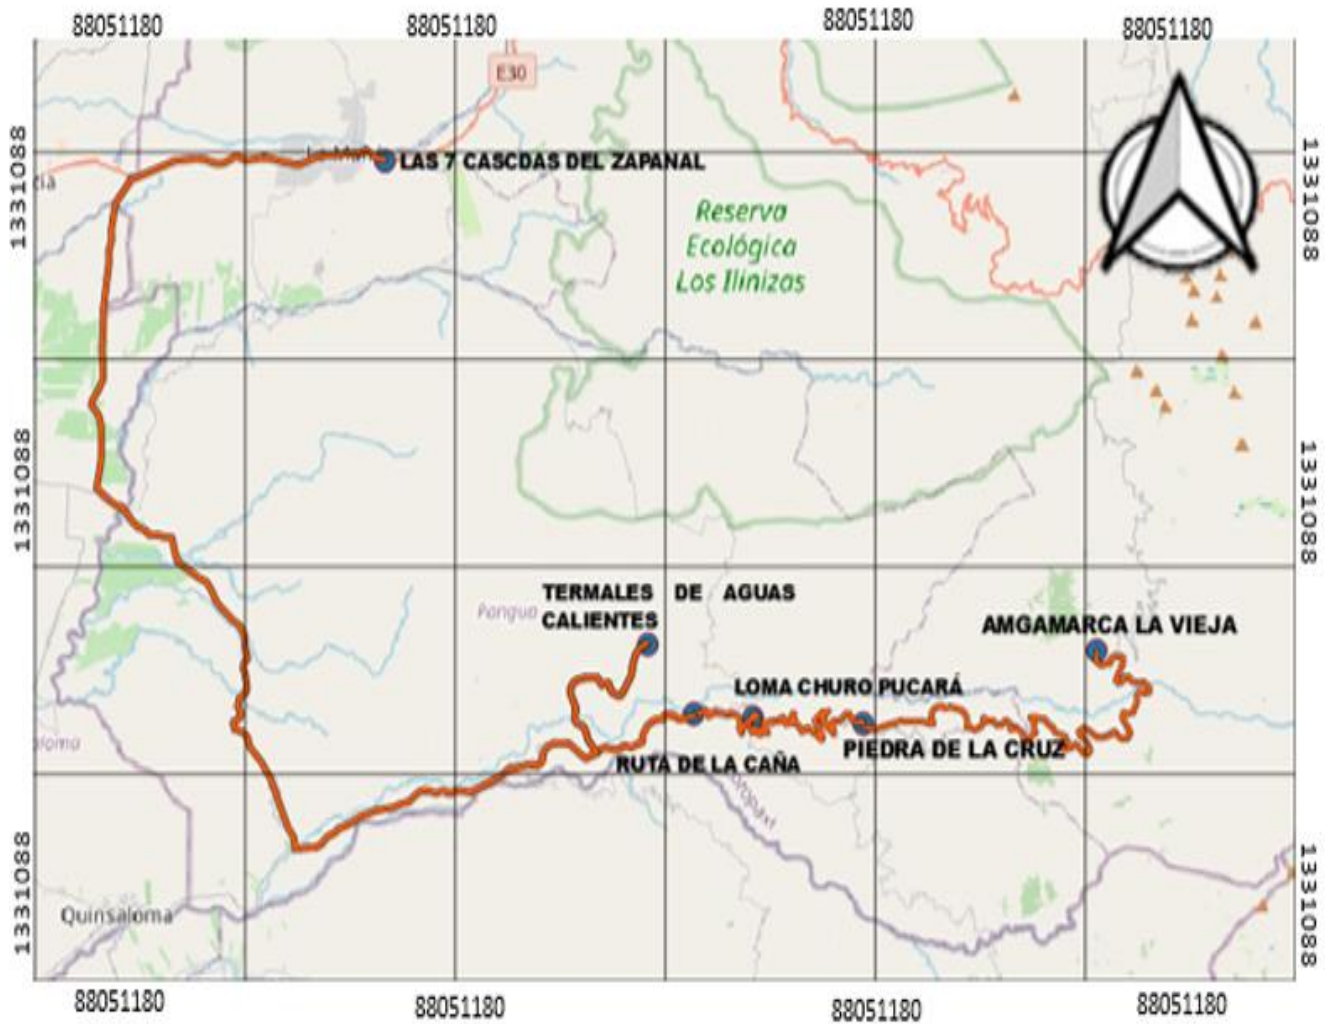 88051180
88051180
88051180
88051180
E30
1331088
1331088
LAS 7 CASCDAS DEL ZAPANAL
Reserva
Ecológica
Los Ilinizas
1331088
1331088
TERMALES DE AGUAS
CALIENTES
Pangua
AMGAMARCA LA VIEJA
LOMA CHURO PUCARÁ
PIEDRA DE LA CRUZ
RUTA DE LA CAÑA
1331088
1331088
Quinsaloma
88051180
88051180
88051180
88051180